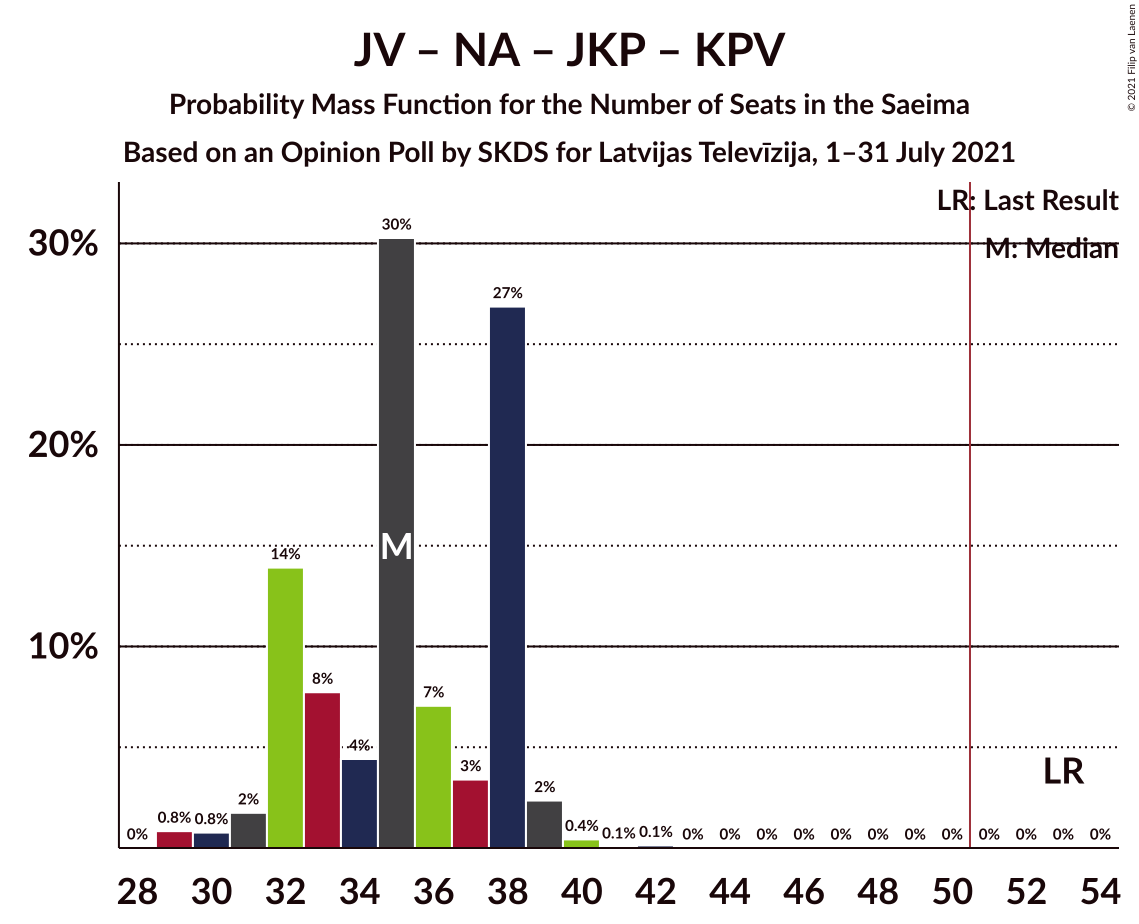 JV – NA – JKP – KPV
Probability Mass Function for the Number of Seats in the Saeima
Based on an Opinion Poll by SKDS for Latvijas Televīzija, 1–31 July 2021
© 2021 Filip van Laenen
LR: Last Result
M: Median
30%
20%
10%
0% 0.8% 0.8% 2% 14% 8% 4% 30% 7% 3% 27% 2% 0.4% 0.1% 0.1% 0% 0% 0% 0% 0% 0% 0% 0% 0% 0% 0% 0%
M
LR
28 30 32 34 36 38 40 42 44 46 48 50 52 54